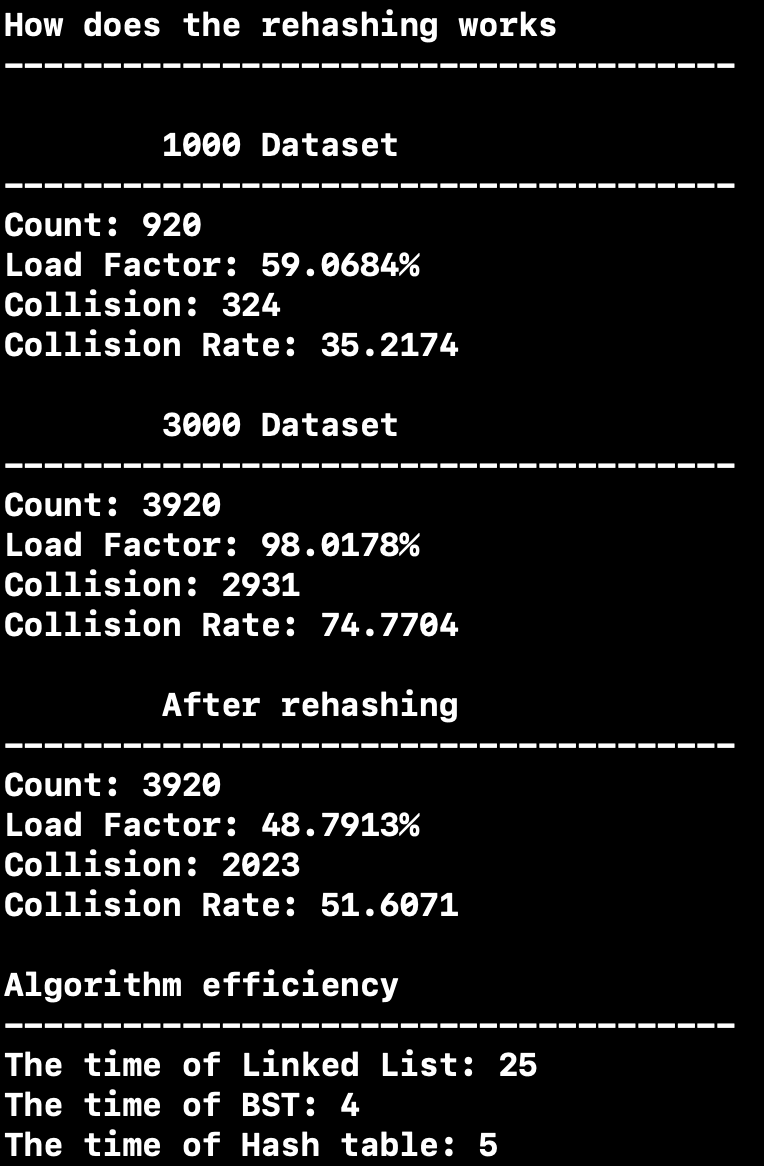 How does the rehashing works
-------------------------------------
1000 Dataset
-------------------------------------
Count: 920
Load Factor: 59.0684%
Collision: 324
Collision Rate: 35.2174
3000 Dataset
-------------------------------------
Count: 3920
Load Factor: 98.0178%
Collision: 2931
Collision Rate: 74.7704
After rehashing
-------------------------------------
Count: 3920
Load Factor: 48.7913%
Collision: 2023
Collision Rate: 51.6071
Algorithm efficiency
-------------------------------------
The time of Linked List: 25
The time of BST: 4
The time of Hash table: 5